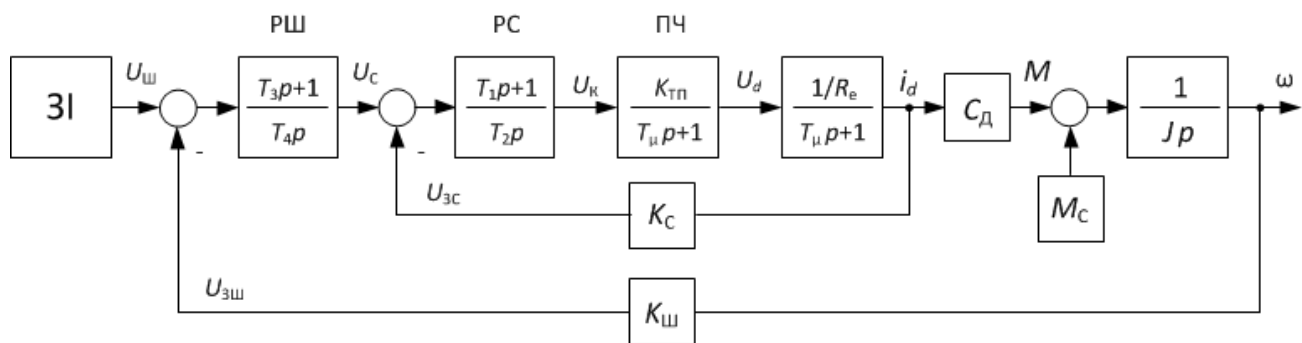 РШ РС ПЧ
ЗІ
Uш
T₃p+1
T₄p
Uс
T₁p+1
T₂p
Uк
Kтп
Tμp+1
Ud
1/Rе
Tμp+1
id
CД
M
1
Jp
ω
-
-
UЗС
KС
MС
UЗШ
KШ